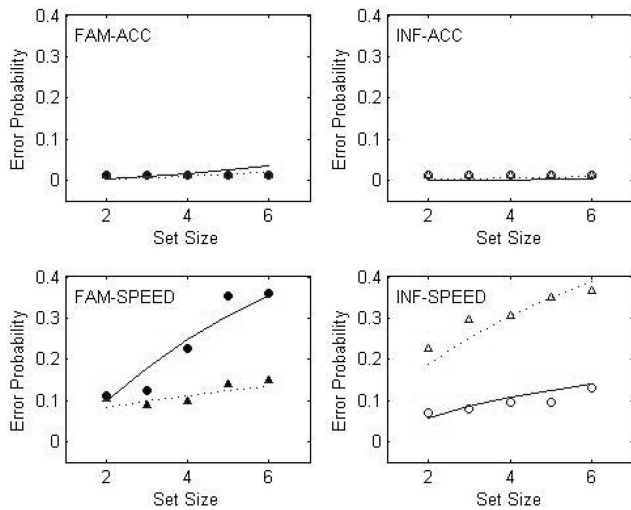 FAM-ACC
Error Probability
0.4
0.3
0.2
0.1
0
2
4
6
Set Size
INF-ACC
Error Probability
0.4
0.3
0.2
0.1
0
2
4
6
Set Size
FAM-SPEED
Error Probability
0.4
0.3
0.2
0.1
0
2
4
6
Set Size
INF-SPEED
Error Probability
0.4
0.3
0.2
0.1
0
2
4
6
Set Size